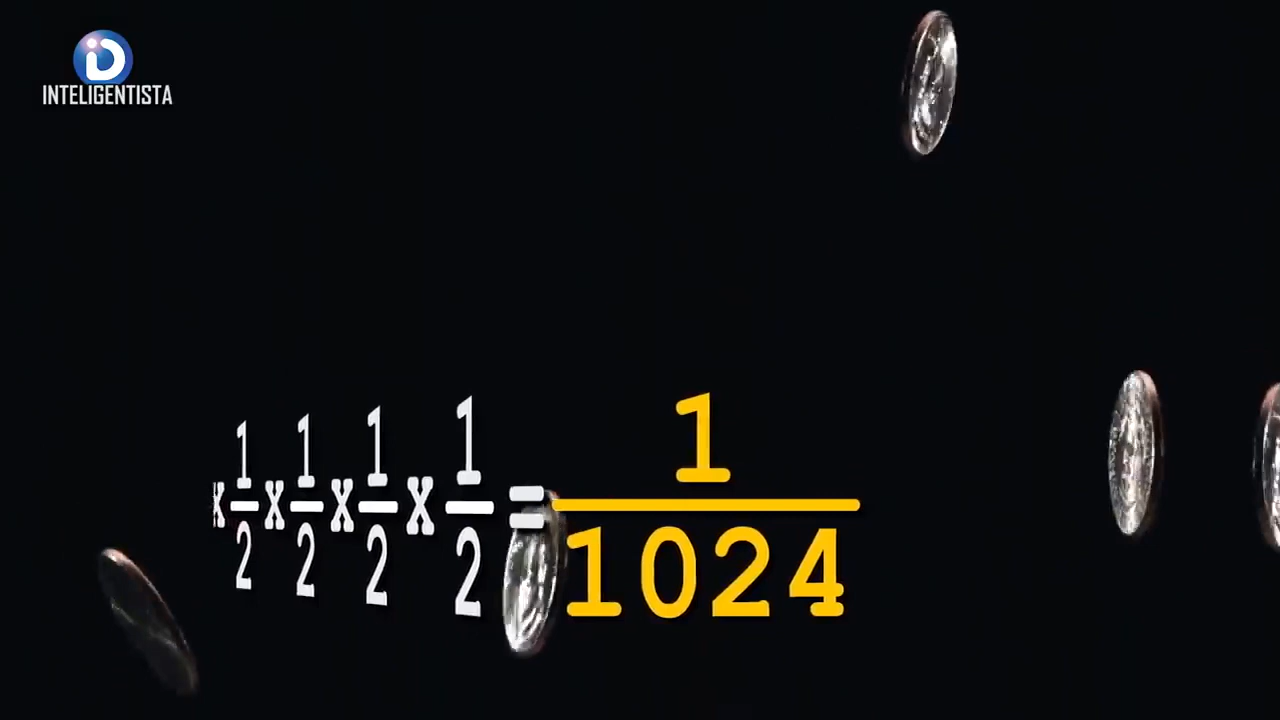 INTELIGENTISTA
x 1/2 x 1/2 x 1/2 x 1/2 = 1/1024